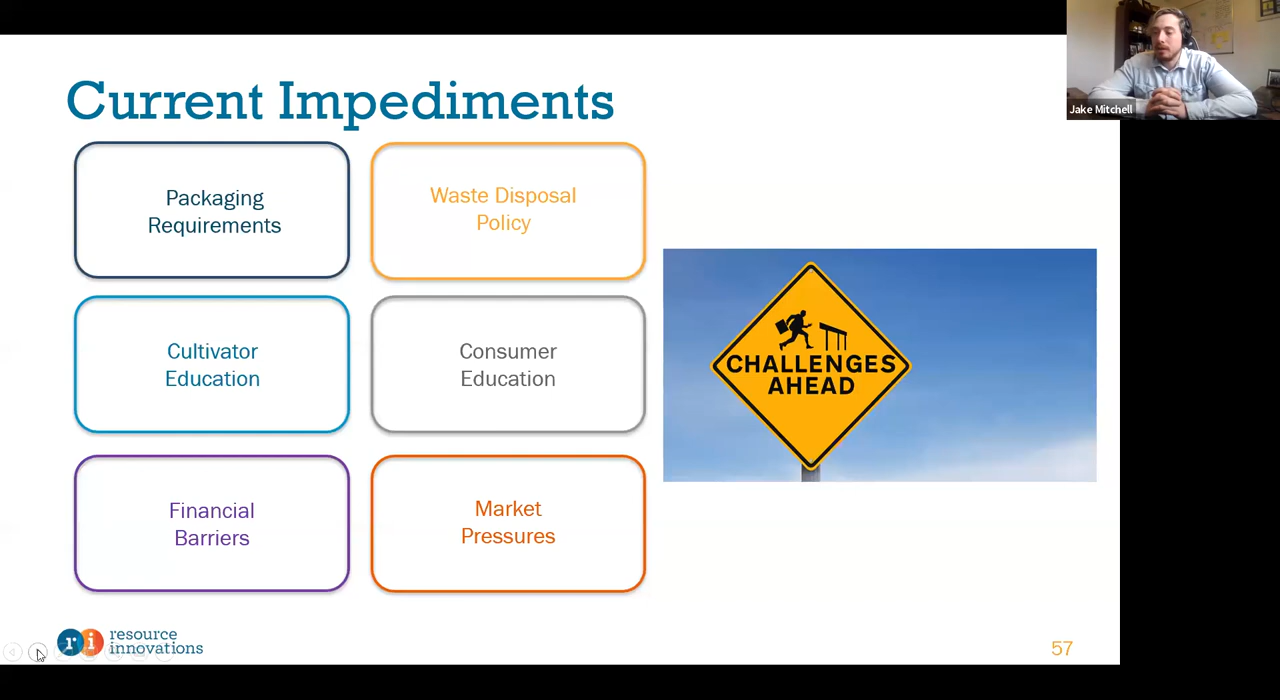 Current Impediments
Jake Mitchell
Packaging
Requirements
Waste Disposal
Policy
Cultivator
Education
Consumer
Education
CHALLENGES
AHEAD
Financial
Barriers
Market
Pressures
ri
resource
innovations
57